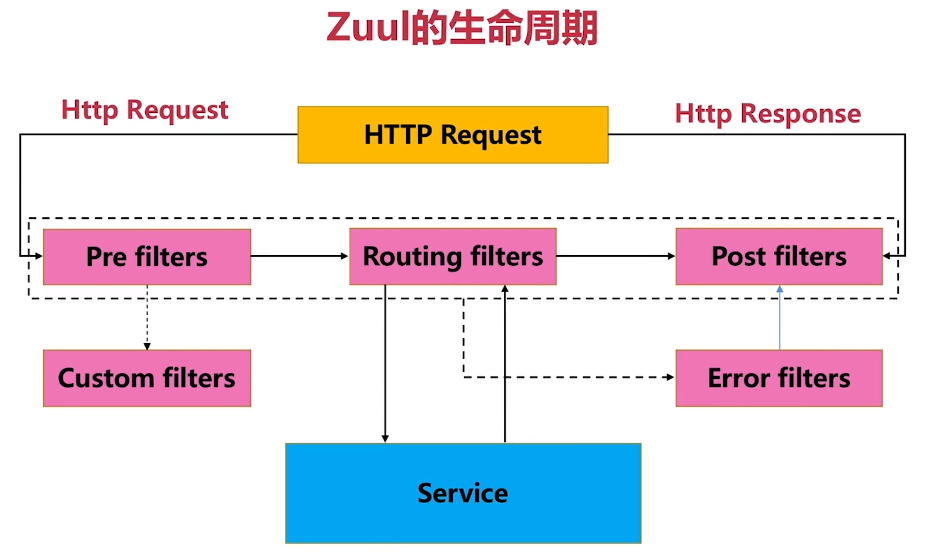 Zuul的生命周期
Http Request
HTTP Request
Http Response
Pre filters
Routing filters
Post filters
Custom filters
Error filters
Service